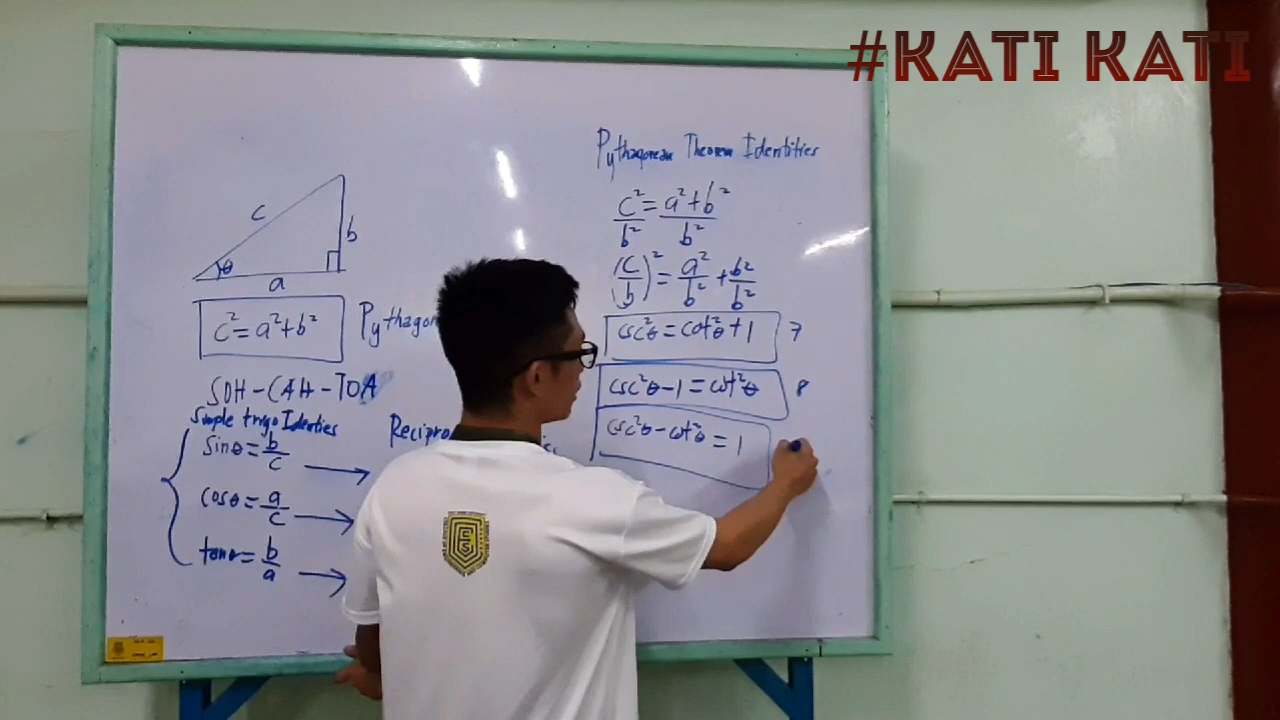 #KATI KATI
Pythagorean Theorem Identities
c
b
θ
a
c² = a² + b²
Pythagor
SOH - CAH - TOA
Simple trigo Identies
sinθ = b/c
cosθ = a/c
tanθ = b/a
Recipro
c²/b² = a² + b²/b²
(c/b)² = a²/b² + b²/b²
csc²θ = cot²θ + 1 7
csc²θ - 1 = cot²θ 8
csc²θ - cot²θ = 1